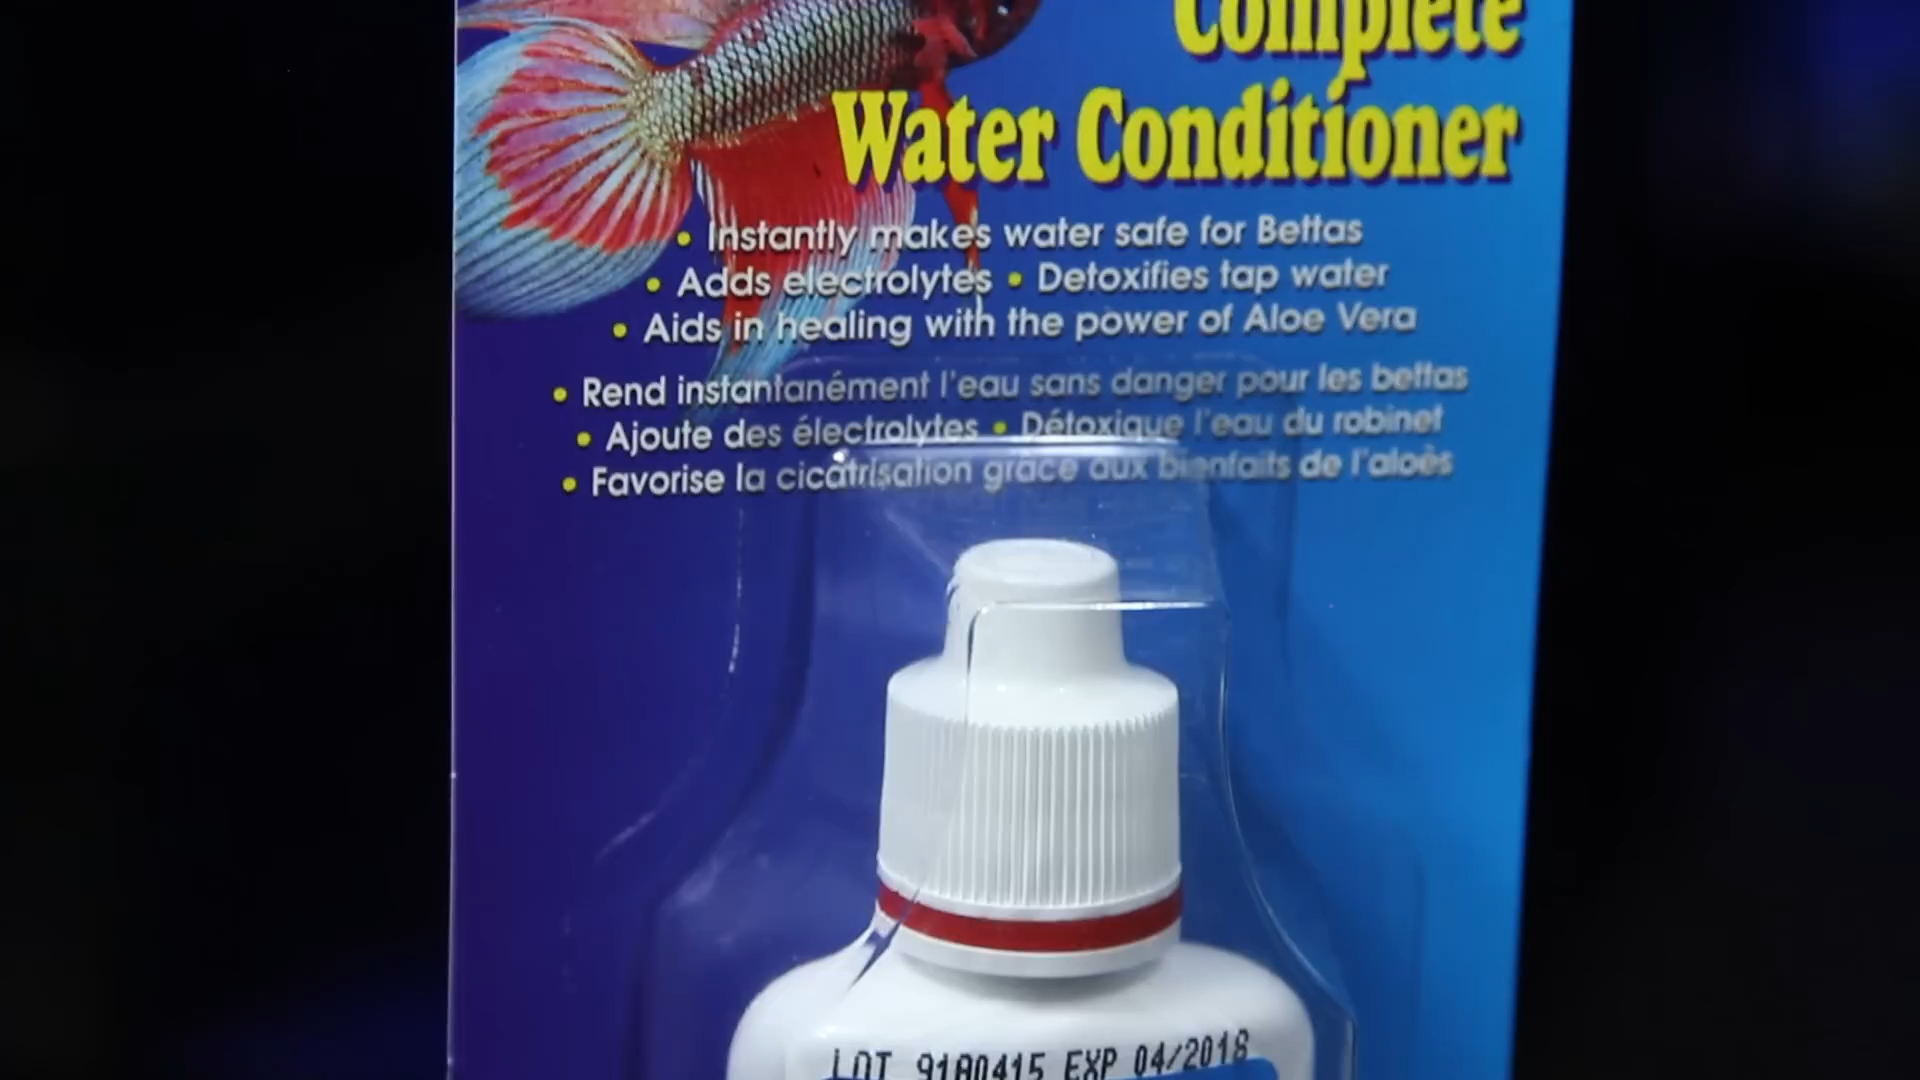 Complete
Water Conditioner
• Instantly makes water safe for Bettas
• Adds electrolytes • Detoxifies tap water
• Aids in healing with the power of Aloe Vera
• Rend instantanément l'eau sans danger pour les bettas
• Ajoute des électrolytes • Détoxique l'eau du robinet
• Favorise la cicatrisation grâce aux bienfaits de l'aloès
LOT 9180415 EXP 04/2018